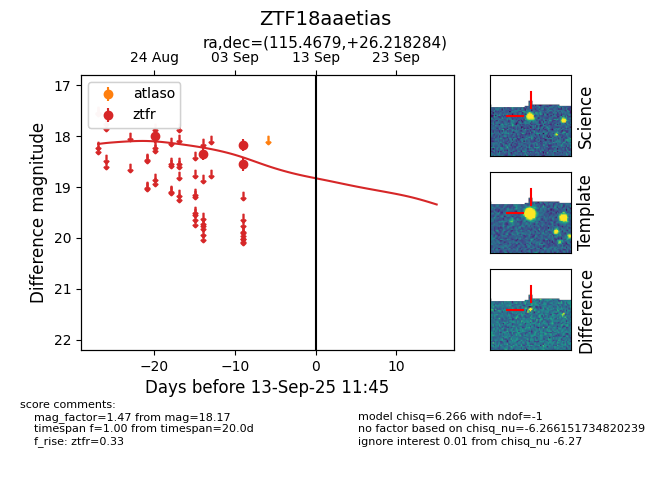 ZTF18aaetias
ra,dec=(115.4679,+26.218284)
24 Aug
03 Sep
13 Sep
23 Sep
17
18
19
20
21
22
Difference magnitude
atlaso
ztfr
−20
−10
0
10
Days before 13-Sep-25 11:45
Science
Template
Difference
score comments:
mag_factor=1.47 from mag=18.17
timespan f=1.00 from timespan=20.0d
f_rise: ztfr=0.33
model chisq=6.266 with ndof=-1
no factor based on chisq_nu=-6.266151734820239
ignore interest 0.01 from chisq_nu -6.27